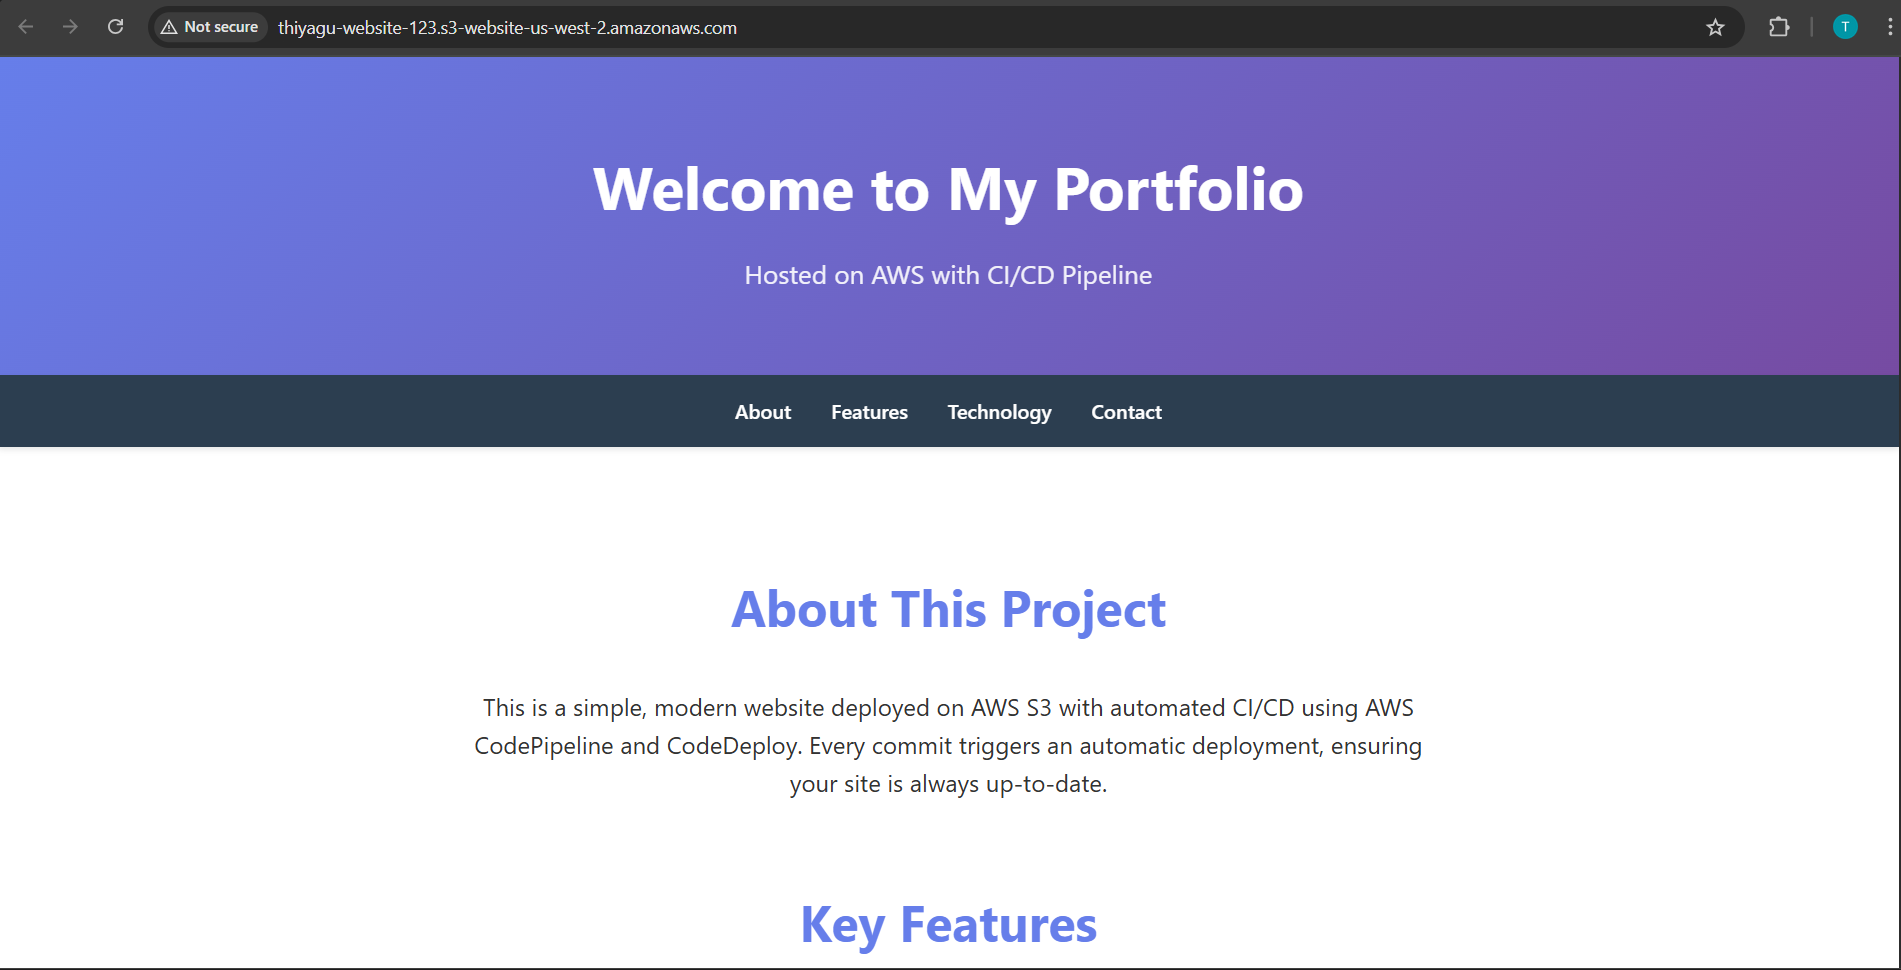 Not secure
thiyagu-website-123.s3-website-us-west-2.amazonaws.com
T
Welcome to My Portfolio
Hosted on AWS with CI/CD Pipeline
About Features Technology Contact
About This Project
This is a simple, modern website deployed on AWS S3 with automated CI/CD using AWS
CodePipeline and CodeDeploy. Every commit triggers an automatic deployment, ensuring
your site is always up-to-date.
Key Features